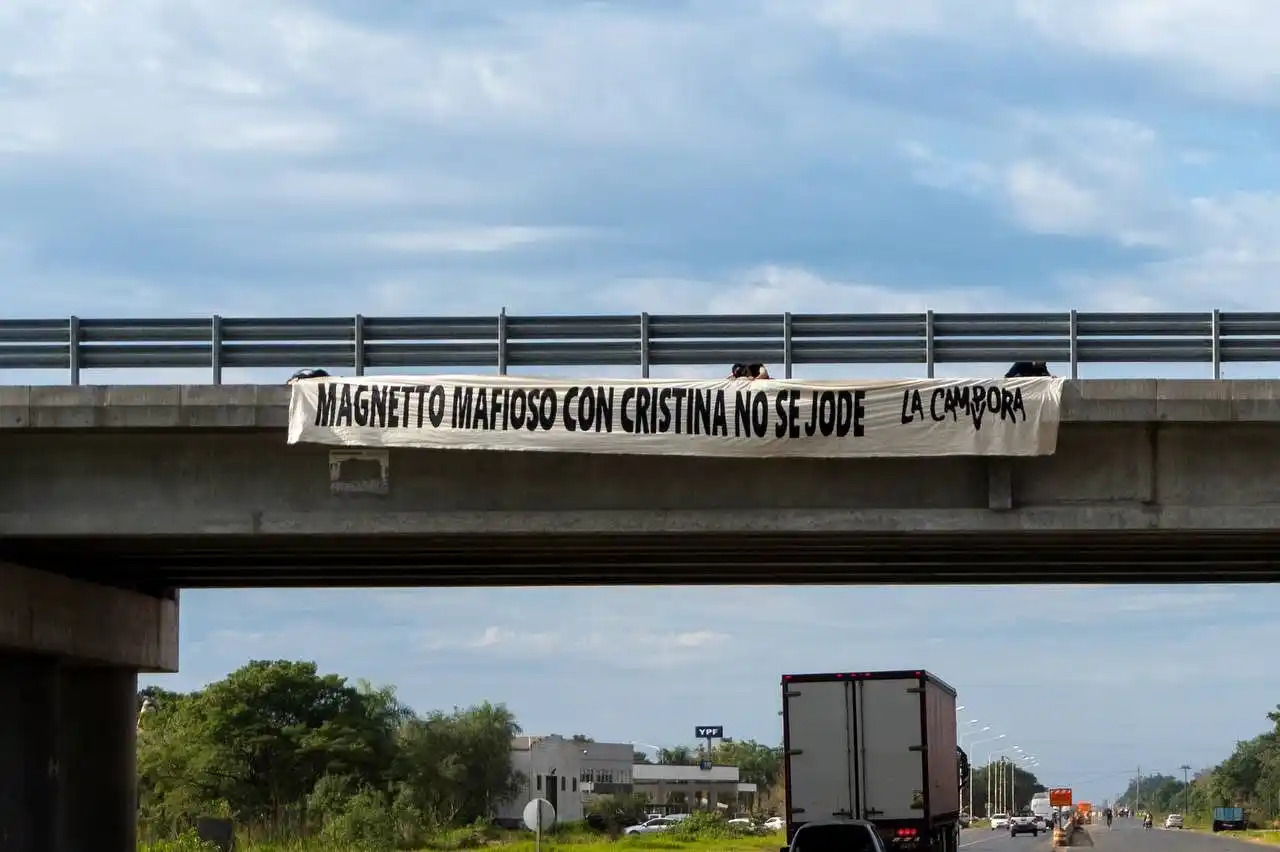 MAGNETTO MAFIOSO CON CRISTINA NO SE JODE LA CAMPORA
YPF